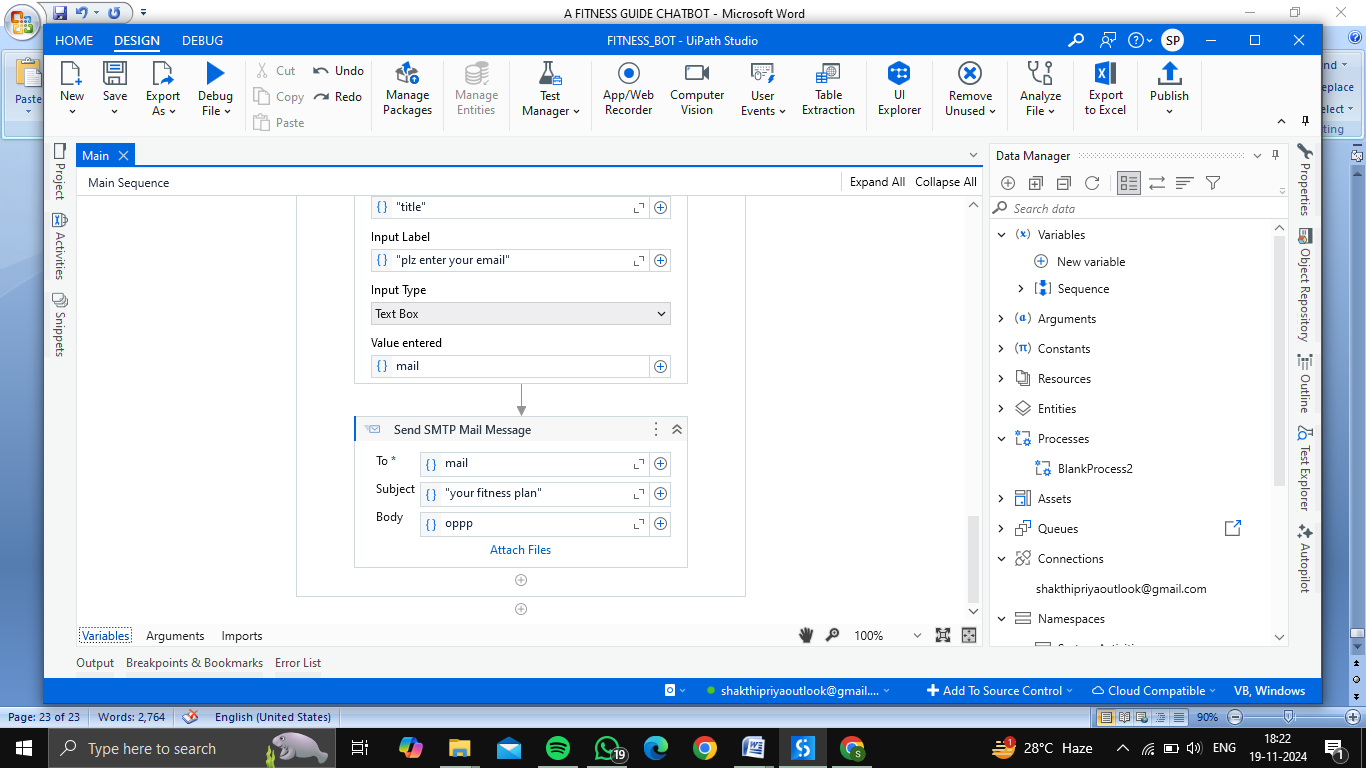 A FITNESS GUIDE CHATBOT - Microsoft Word
HOME DESIGN DEBUG
FITNESS_BOT - UiPath Studio
SP
New
Save
Export As
Debug File
Cut
Copy
Paste
Undo
Redo
Manage Packages
Manage Entities
Test Manager
App/Web Recorder
Computer Vision
User Events
Table Extraction
UI Explorer
Remove Unused
Analyze File
Export to Excel
Publish
Paste
Project
Activities
Snippets
Main
Main Sequence
Expand All Collapse All
"title"
Input Label
"plz enter your email"
Input Type
Text Box
Value entered
mail
Send SMTP Mail Message
To * mail
Subject "your fitness plan"
Body oppp
Attach Files
Variables Arguments Imports
100%
Output Breakpoints & Bookmarks Error List
Data Manager
Search data
Variables
New variable
Sequence
Arguments
Constants
Resources
Entities
Processes
BlankProcess2
Assets
Queues
Connections
shakthipriyaoutlook@gmail.com
Namespaces
Properties
Object Repository
Outline
Test Explorer
Autopilot
shakthipriyaoutlook@gmail....
Add To Source Control
Cloud Compatible
VB, Windows
Page: 23 of 23 Words: 2,764 English (United States)
90%
Type here to search
19
28°C Haze
ENG
18:22
19-11-2024
1